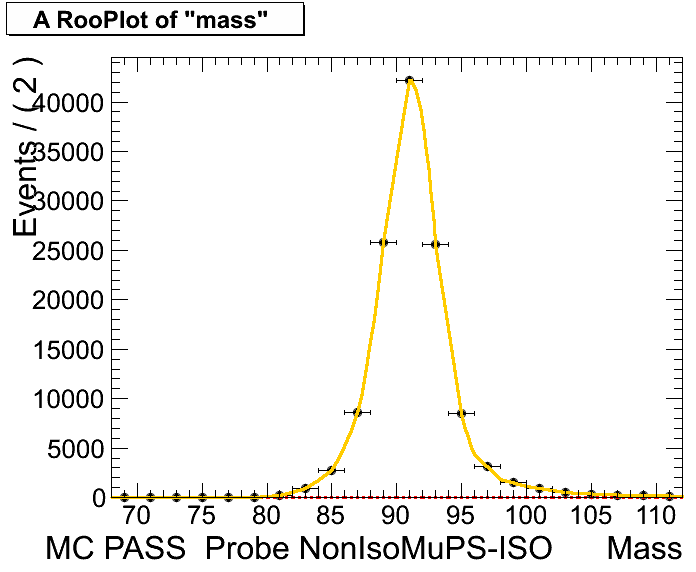 A RooPlot of "mass"
Events / ( 2 )
40000
35000
30000
25000
20000
15000
10000
5000
0
70 75 80 85 90 95 100 105 110
MC PASS Probe NonIsoMuPS-ISO Mass